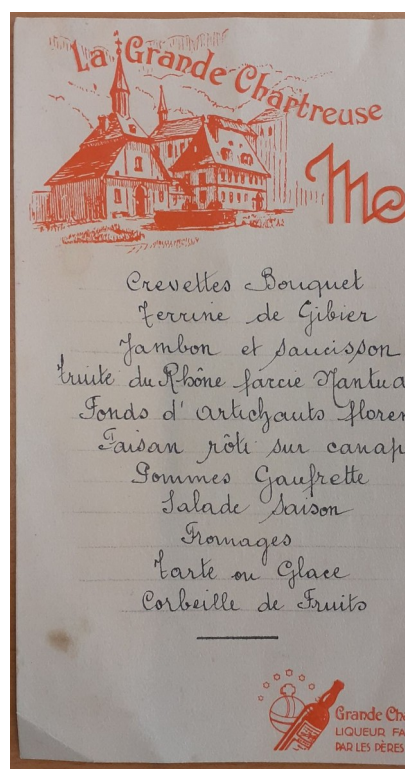 La Grande Chartreuse
Me
Crevettes Bouquet
Terrine de Gibier
Jambon et saucisson
Truite du Rhône farcie Nantua
Fonds d'artichauts floren
Faisan rôti sur canap
Pommes Gaufrette
Salade Saison
Fromages
Tarte ou Glace
Corbeille de Fruits
Grande Cha
LIQUEUR FA
PAR LES PÈRES